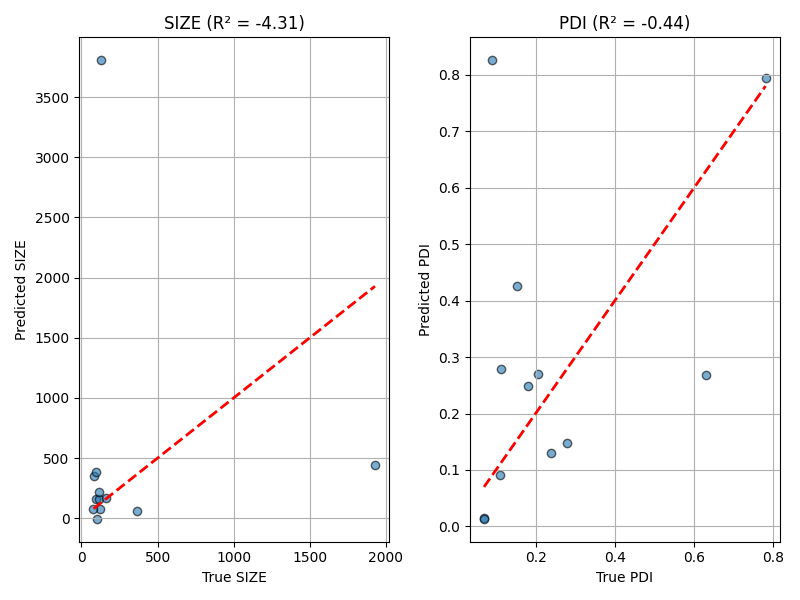 SIZE (R² = -4.31)
3500
3000
2500
2000
1500
1000
500
0
Predicted SIZE
0 500 1000 1500 2000
True SIZE
PDI (R² = -0.44)
0.8
0.7
0.6
0.5
0.4
0.3
0.2
0.1
0.0
Predicted PDI
0.2 0.4 0.6 0.8
True PDI